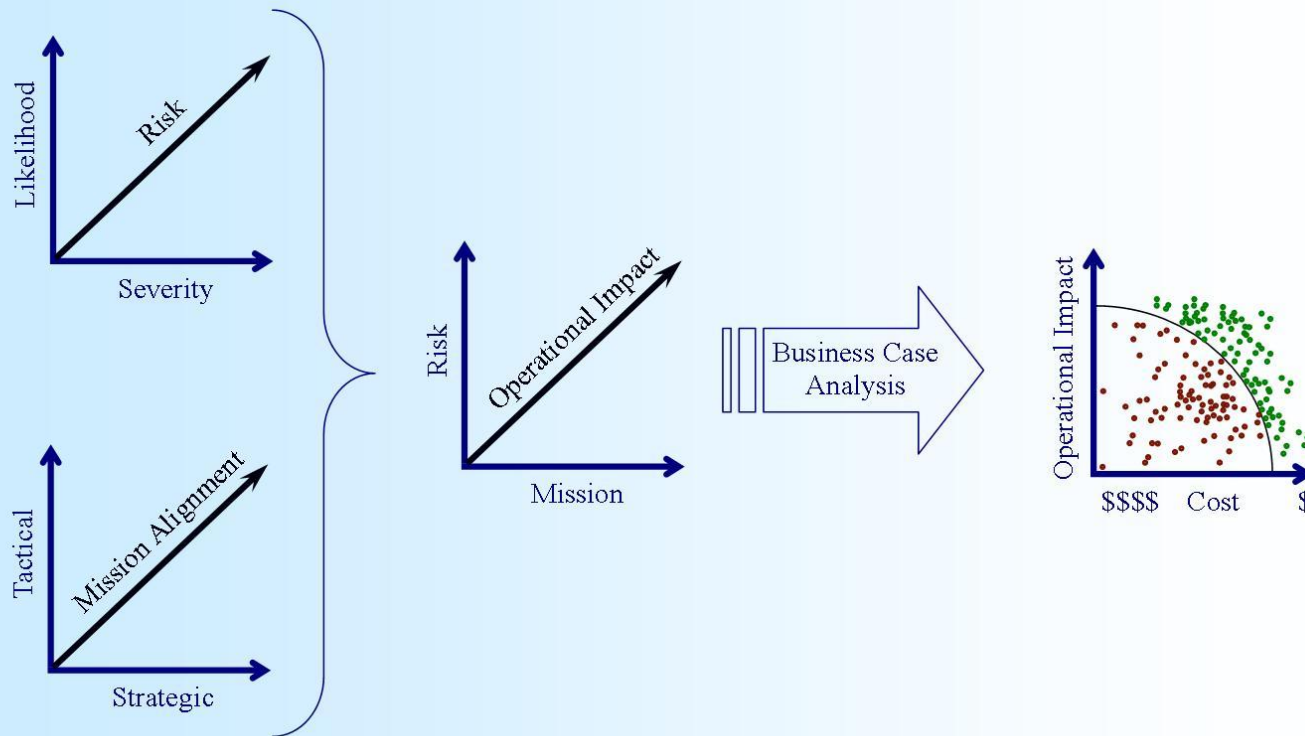 Likelihood
Risk
Severity
Tactical
Mission Alignment
Strategic
Risk
Operational Impact
Mission
Business Case
Analysis
Operational Impact
$$$$ Cost $